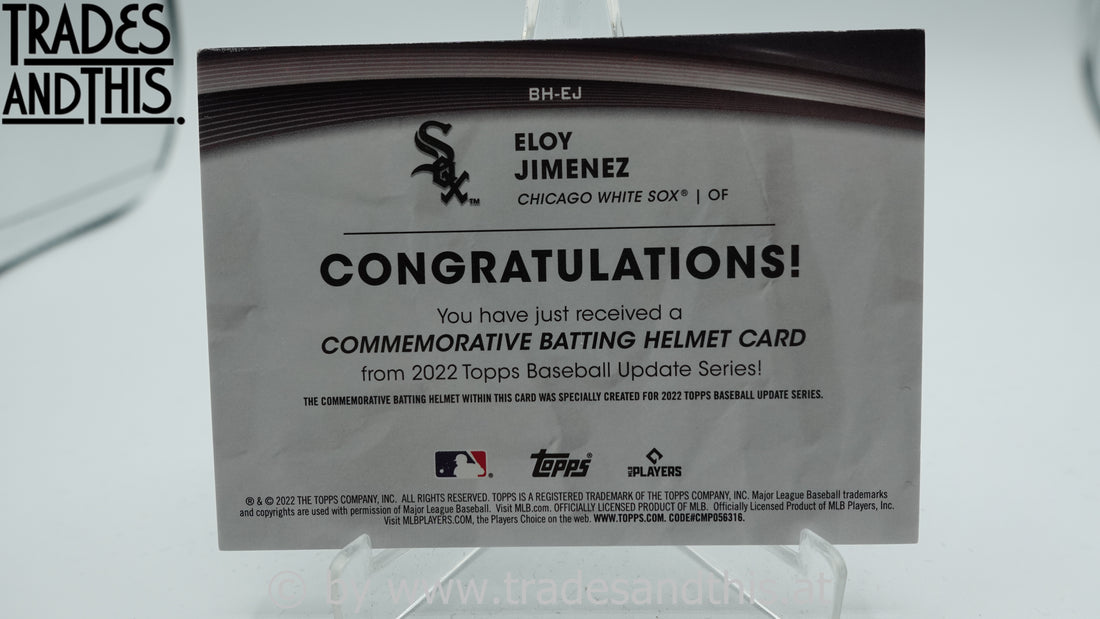 TRADES
ANDTHIS.
BH-EJ
Sox™
ELOY
JIMENEZ
CHICAGO WHITE SOX® | OF
CONGRATULATIONS!
You have just received a
COMMEMORATIVE BATTING HELMET CARD
from 2022 Topps Baseball Update Series!
THE COMMEMORATIVE BATTING HELMET WITHIN THIS CARD WAS SPECIALLY CREATED FOR 2022 TOPPS BASEBALL UPDATE SERIES.
TOPPS®
MLB PLAYERS
® & © 2022 THE TOPPS COMPANY, INC. ALL RIGHTS RESERVED. TOPPS IS A REGISTERED TRADEMARK OF THE TOPPS COMPANY, INC. Major League Baseball trademarks
and copyrights are used with permission of Major League Baseball. Visit MLB.com. OFFICIALLY LICENSED PRODUCT OF MLB. Officially Licensed Product of MLB Players, Inc.
Visit MLBPLAYERS.COM, the Players Choice on the web. WWW.TOPPS.COM. CODE#CMP056316.
© by www.tradesandthis.at